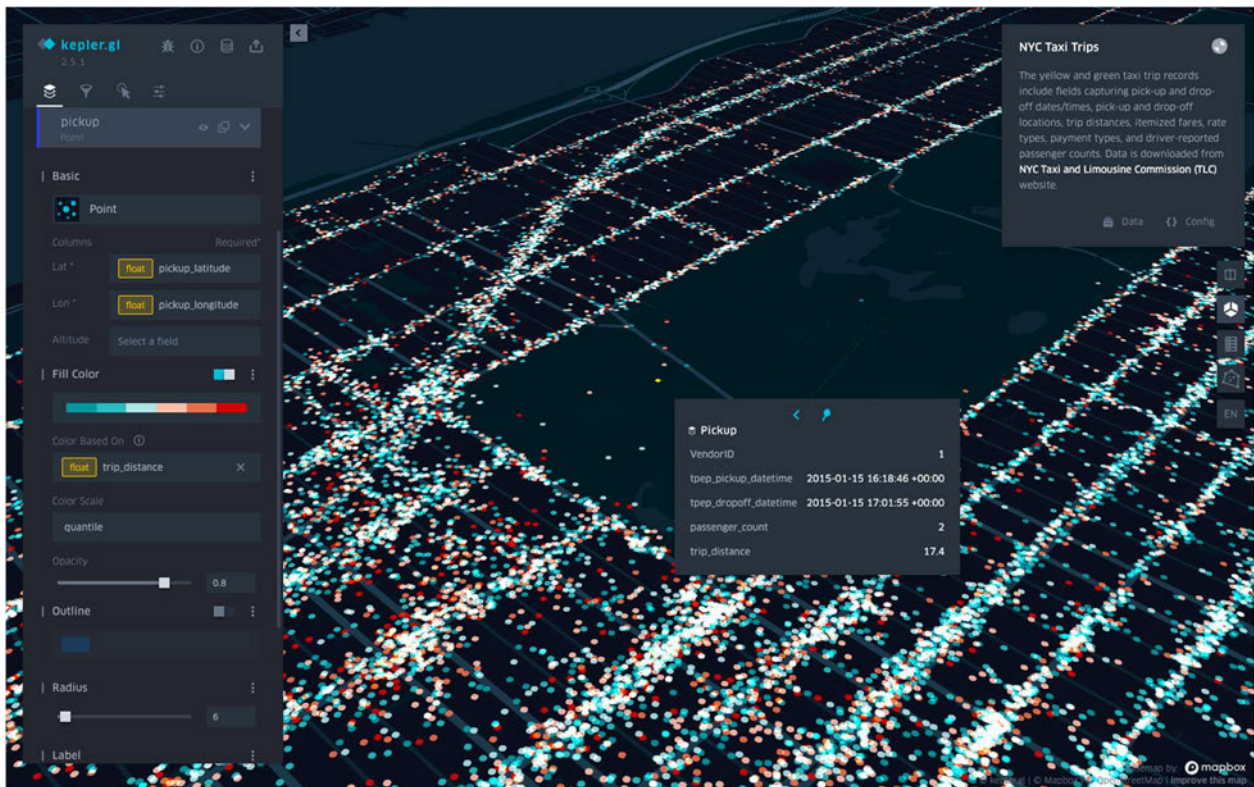 kepler.gl
2.5.1
pickup
Point
Basic
Point
Columns Required*
Lat * float pickup_latitude
Lon * float pickup_longitude
Altitude Select a field
Fill Color
Color Based On
float trip_distance
Color Scale
quantile
Opacity
0.8
Outline
Radius
6
Label
NYC Taxi Trips
The yellow and green taxi trip records
include fields capturing pick-up and drop-
off dates/times, pick-up and drop-off
locations, trip distances, itemized fares, rate
types, payment types, and driver-reported
passenger counts. Data is downloaded from
NYC Taxi and Limousine Commission (TLC)
website.
Data Config
EN
Pickup
VendorID 1
tpep_pickup_datetime 2015-01-15 16:18:46 +00:00
tpep_dropoff_datetime 2015-01-15 17:01:55 +00:00
passenger_count 2
trip_distance 17.4
by: mapbox
© kepler.gl | © Mapbox OpenStreetMap | Improve this map